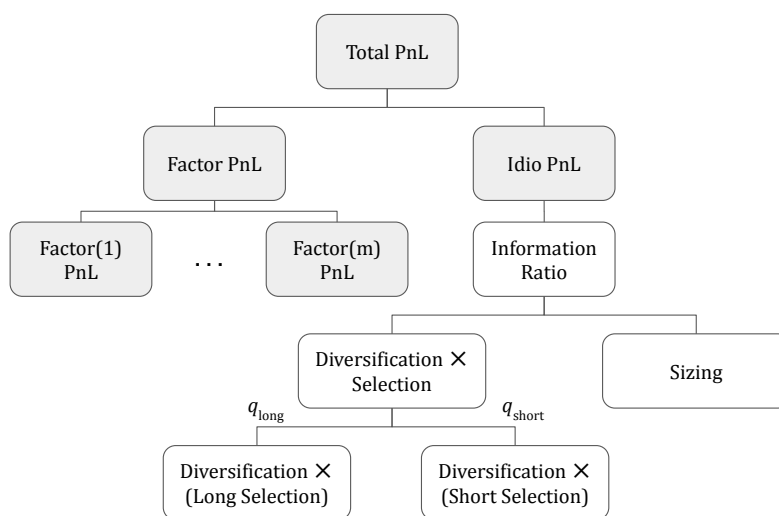 Total PnL
Factor PnL
Idio PnL
Factor(1)
PnL
. . .
Factor(m)
PnL
Information
Ratio
Diversification ×
Selection
Sizing
q_long
q_short
Diversification ×
(Long Selection)
Diversification ×
(Short Selection)